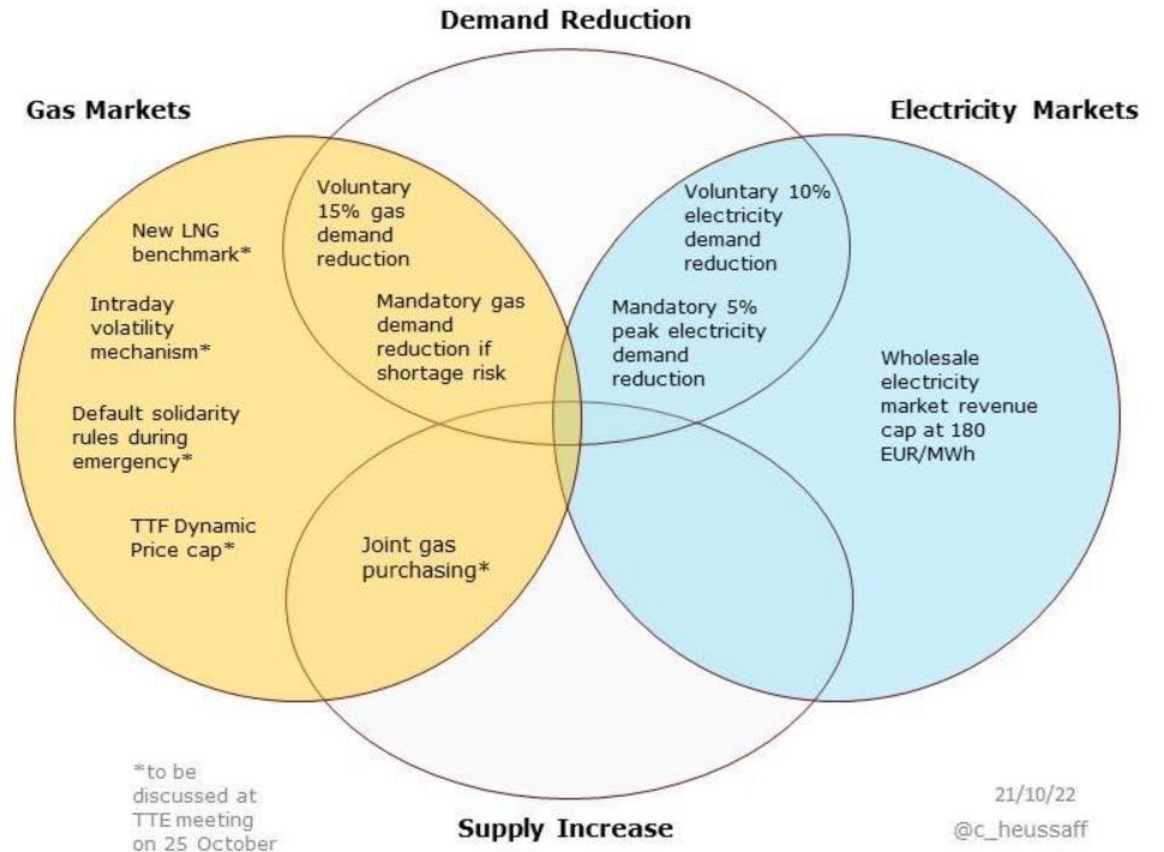 Demand Reduction
Gas Markets
Electricity Markets
Voluntary
15% gas
demand
reduction
Voluntary 10%
electricity
demand
reduction
New LNG
benchmark*
Intraday
volatility
mechanism*
Mandatory gas
demand
reduction if
shortage risk
Mandatory 5%
peak electricity
demand
reduction
Wholesale
electricity
market revenue
cap at 180
EUR/MWh
Default solidarity
rules during
emergency*
TTF Dynamic
Price cap*
Joint gas
purchasing*
*to be
discussed at
TTE meeting
on 25 October
Supply Increase
21/10/22
@c_heussaff